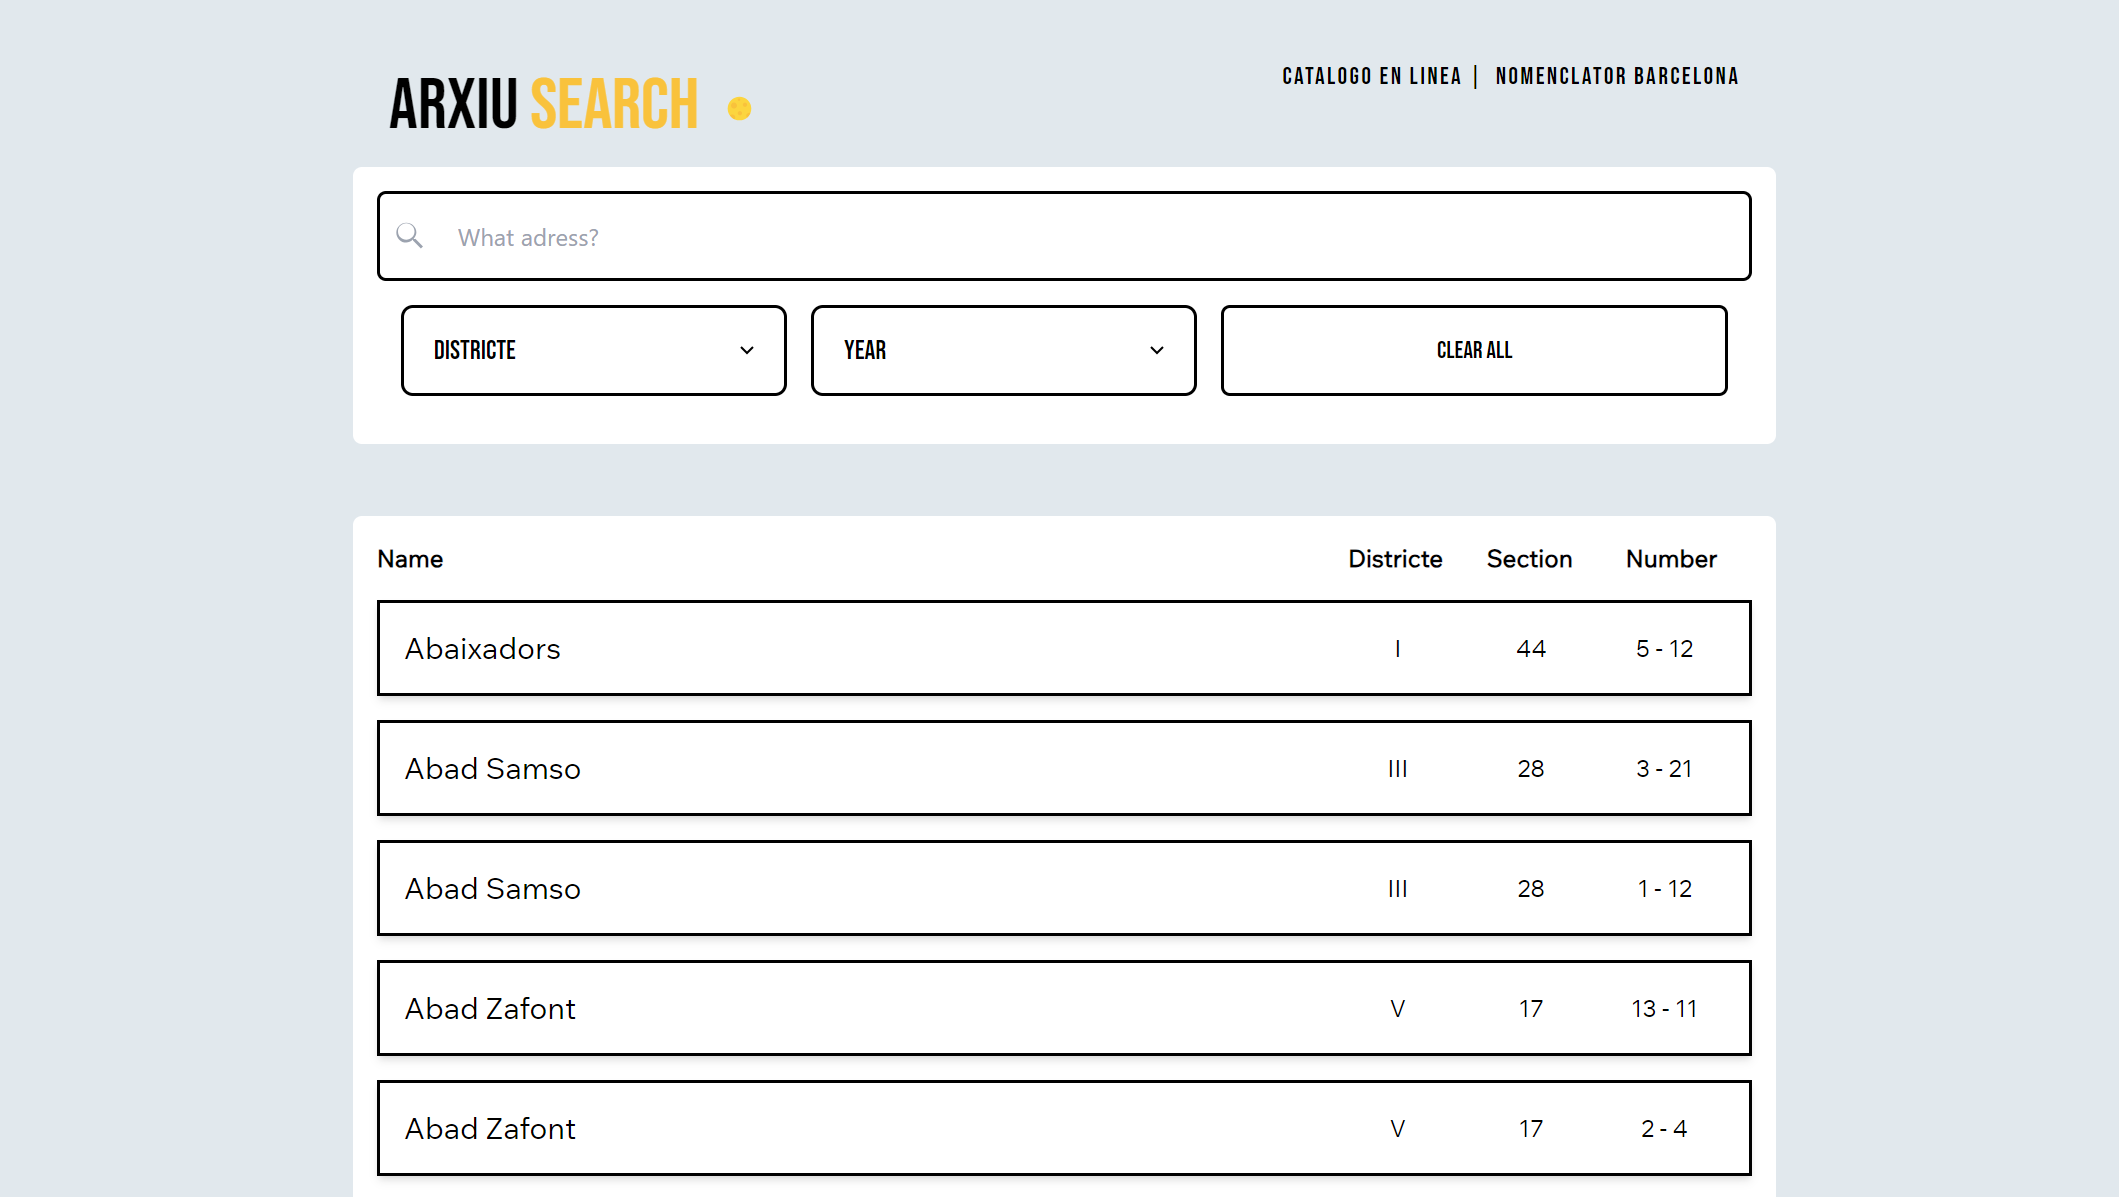 ARXIU SEARCH
CATALOGO EN LINEA | NOMENCLATOR BARCELONA
What adress?
DISTRICTE
YEAR
CLEAR ALL
Name Districte Section Number
Abaixadors I 44 5 - 12
Abad Samso III 28 3 - 21
Abad Samso III 28 1 - 12
Abad Zafont V 17 13 - 11
Abad Zafont V 17 2 - 4